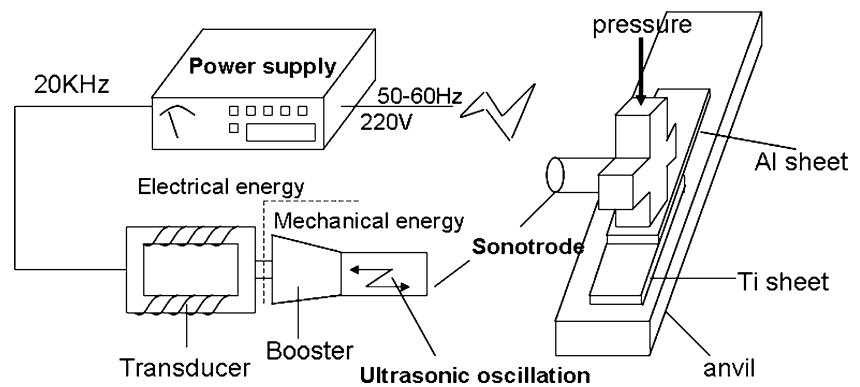 pressure
Power supply
20KHz
50-60Hz
220V
Al sheet
Electrical energy
Mechanical energy
Sonotrode
Ti sheet
Transducer
Booster
Ultrasonic oscillation
anvil